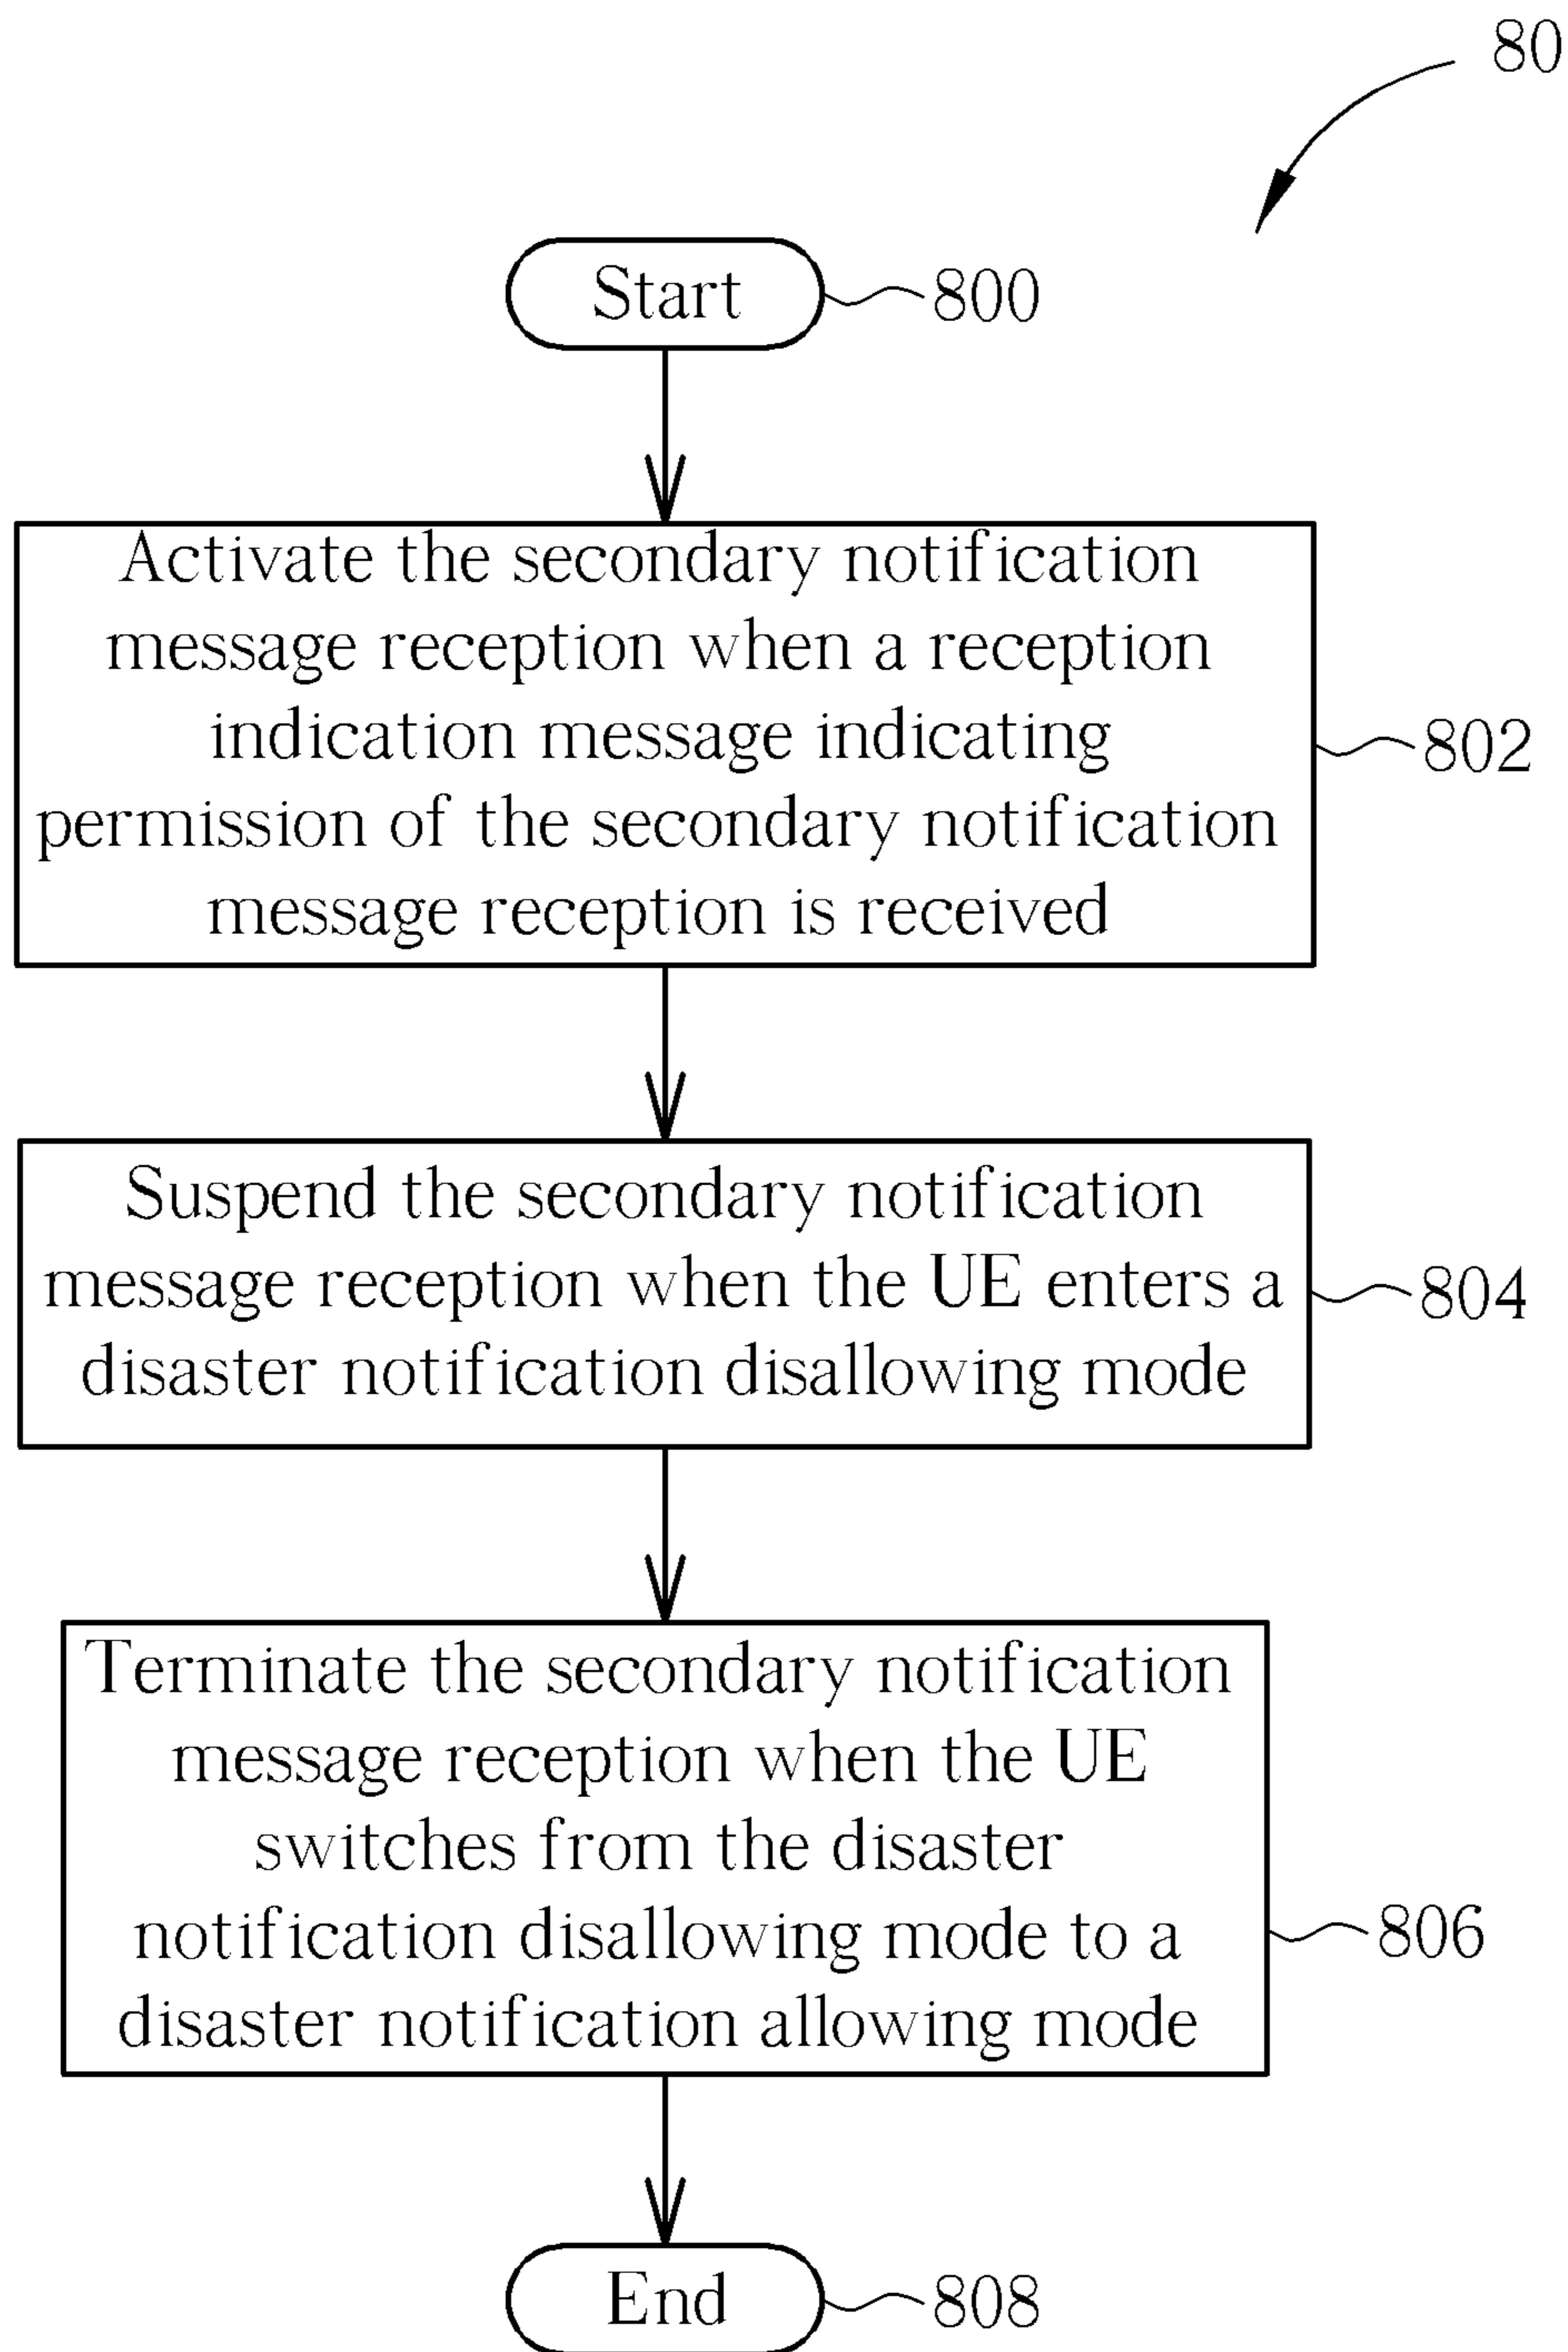 80
Start
800
Activate the secondary notification
message reception when a reception
indication message indicating
permission of the secondary notification
message reception is received
802
Suspend the secondary notification
message reception when the UE enters a
disaster notification disallowing mode
804
Terminate the secondary notification
message reception when the UE
switches from the disaster
notification disallowing mode to a
disaster notification allowing mode
806
End
808